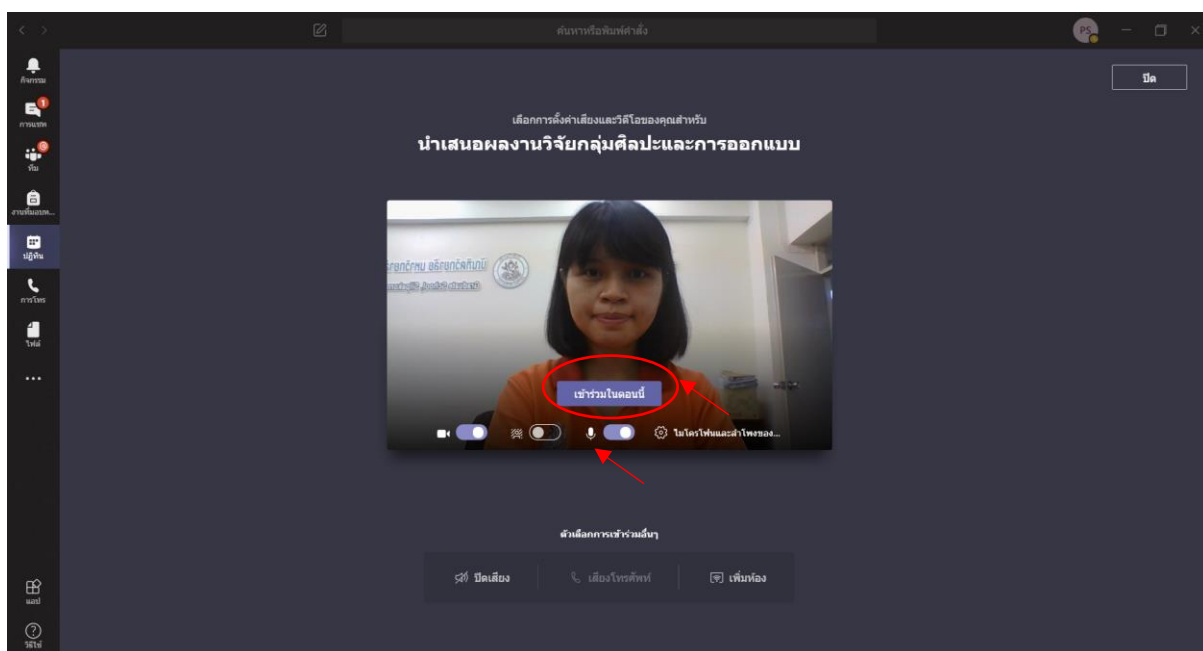 ค้นหาหรือพิมพ์คำสั่ง
PS
กิจกรรม
1
การแชท
ทีม
ปฏิทิน
การโทร
ไฟล์
แอป
วิธีใช้
ปิด
เลือกการตั้งค่าเสียงและวิดีโอของคุณสำหรับ
นำเสนอผลงานวิจัยกลุ่มศิลปะและการออกแบบ
เข้าร่วมในตอนนี้
ไมโครโฟนและลำโพงของ...
ตัวเลือกการเข้าร่วมอื่นๆ
ปิดเสียง
เสียงโทรศัพท์
เพิ่มห้อง